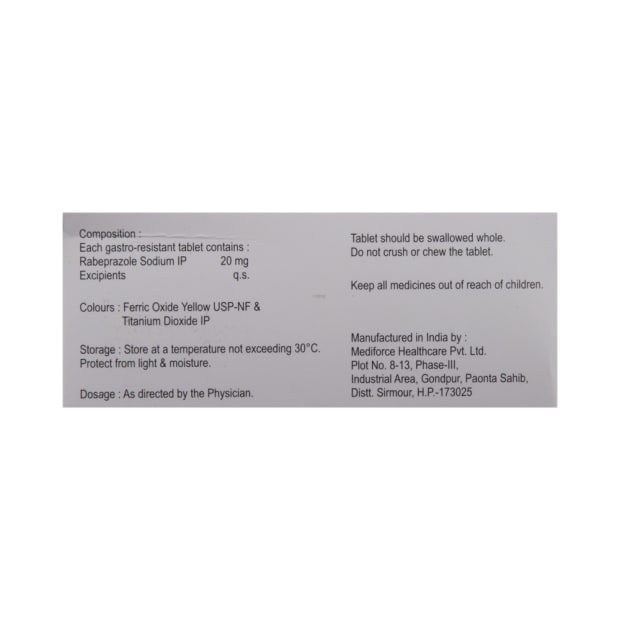 Composition :
Each gastro-resistant tablet contains :
Rabeprazole Sodium IP 20 mg
Excipients q.s.
Colours : Ferric Oxide Yellow USP-NF &
Titanium Dioxide IP
Storage : Store at a temperature not exceeding 30°C.
Protect from light & moisture.
Dosage : As directed by the Physician.
Tablet should be swallowed whole.
Do not crush or chew the tablet.
Keep all medicines out of reach of children.
Manufactured in India by :
Mediforce Healthcare Pvt. Ltd.
Plot No. 8-13, Phase-III,
Industrial Area, Gondpur, Paonta Sahib,
Distt. Sirmour, H.P.-173025